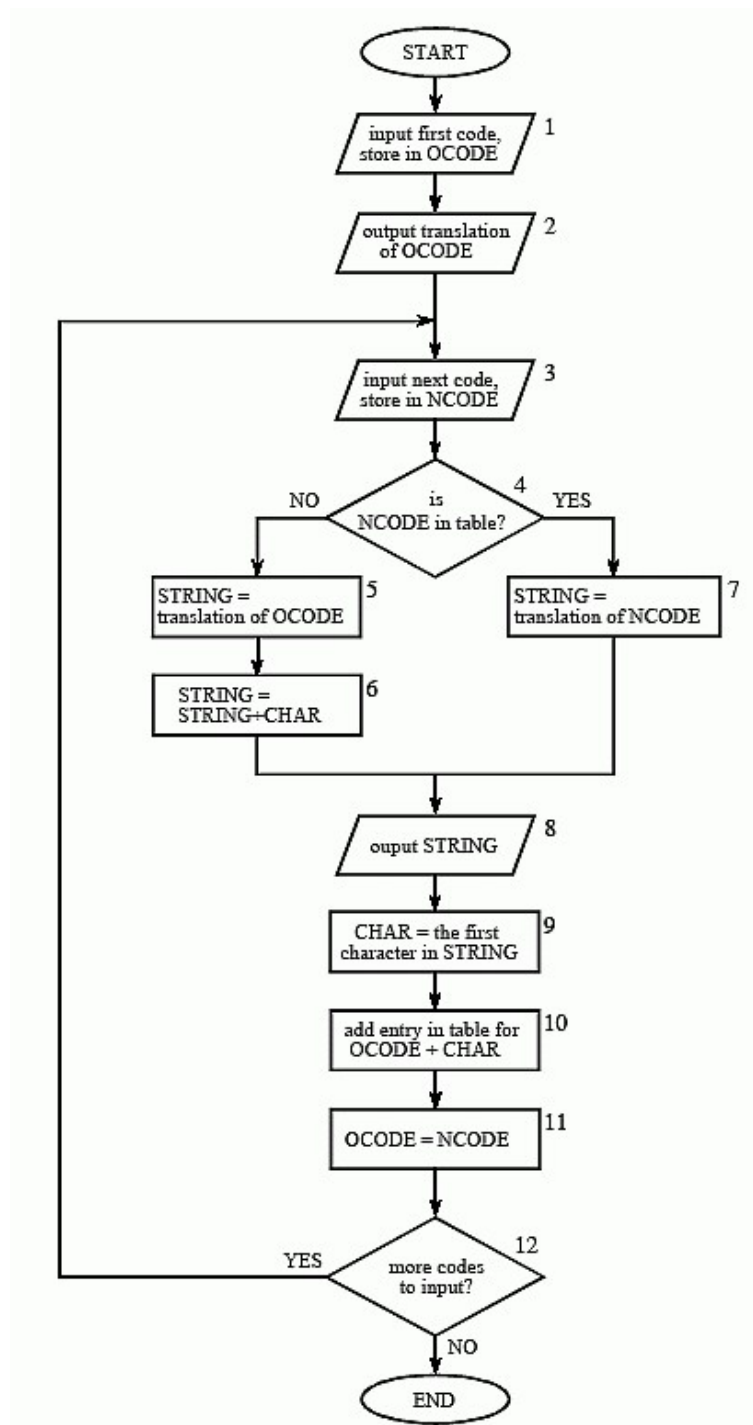 START
1
input first code,
store in OCODE
2
output translation
of OCODE
3
input next code,
store in NCODE
4
is
NCODE in table?
NO
YES
5
STRING =
translation of OCODE
7
STRING =
translation of NCODE
6
STRING =
STRING+CHAR
8
ouput STRING
9
CHAR = the first
character in STRING
10
add entry in table for
OCODE + CHAR
11
OCODE = NCODE
12
more codes
to input?
YES
NO
END